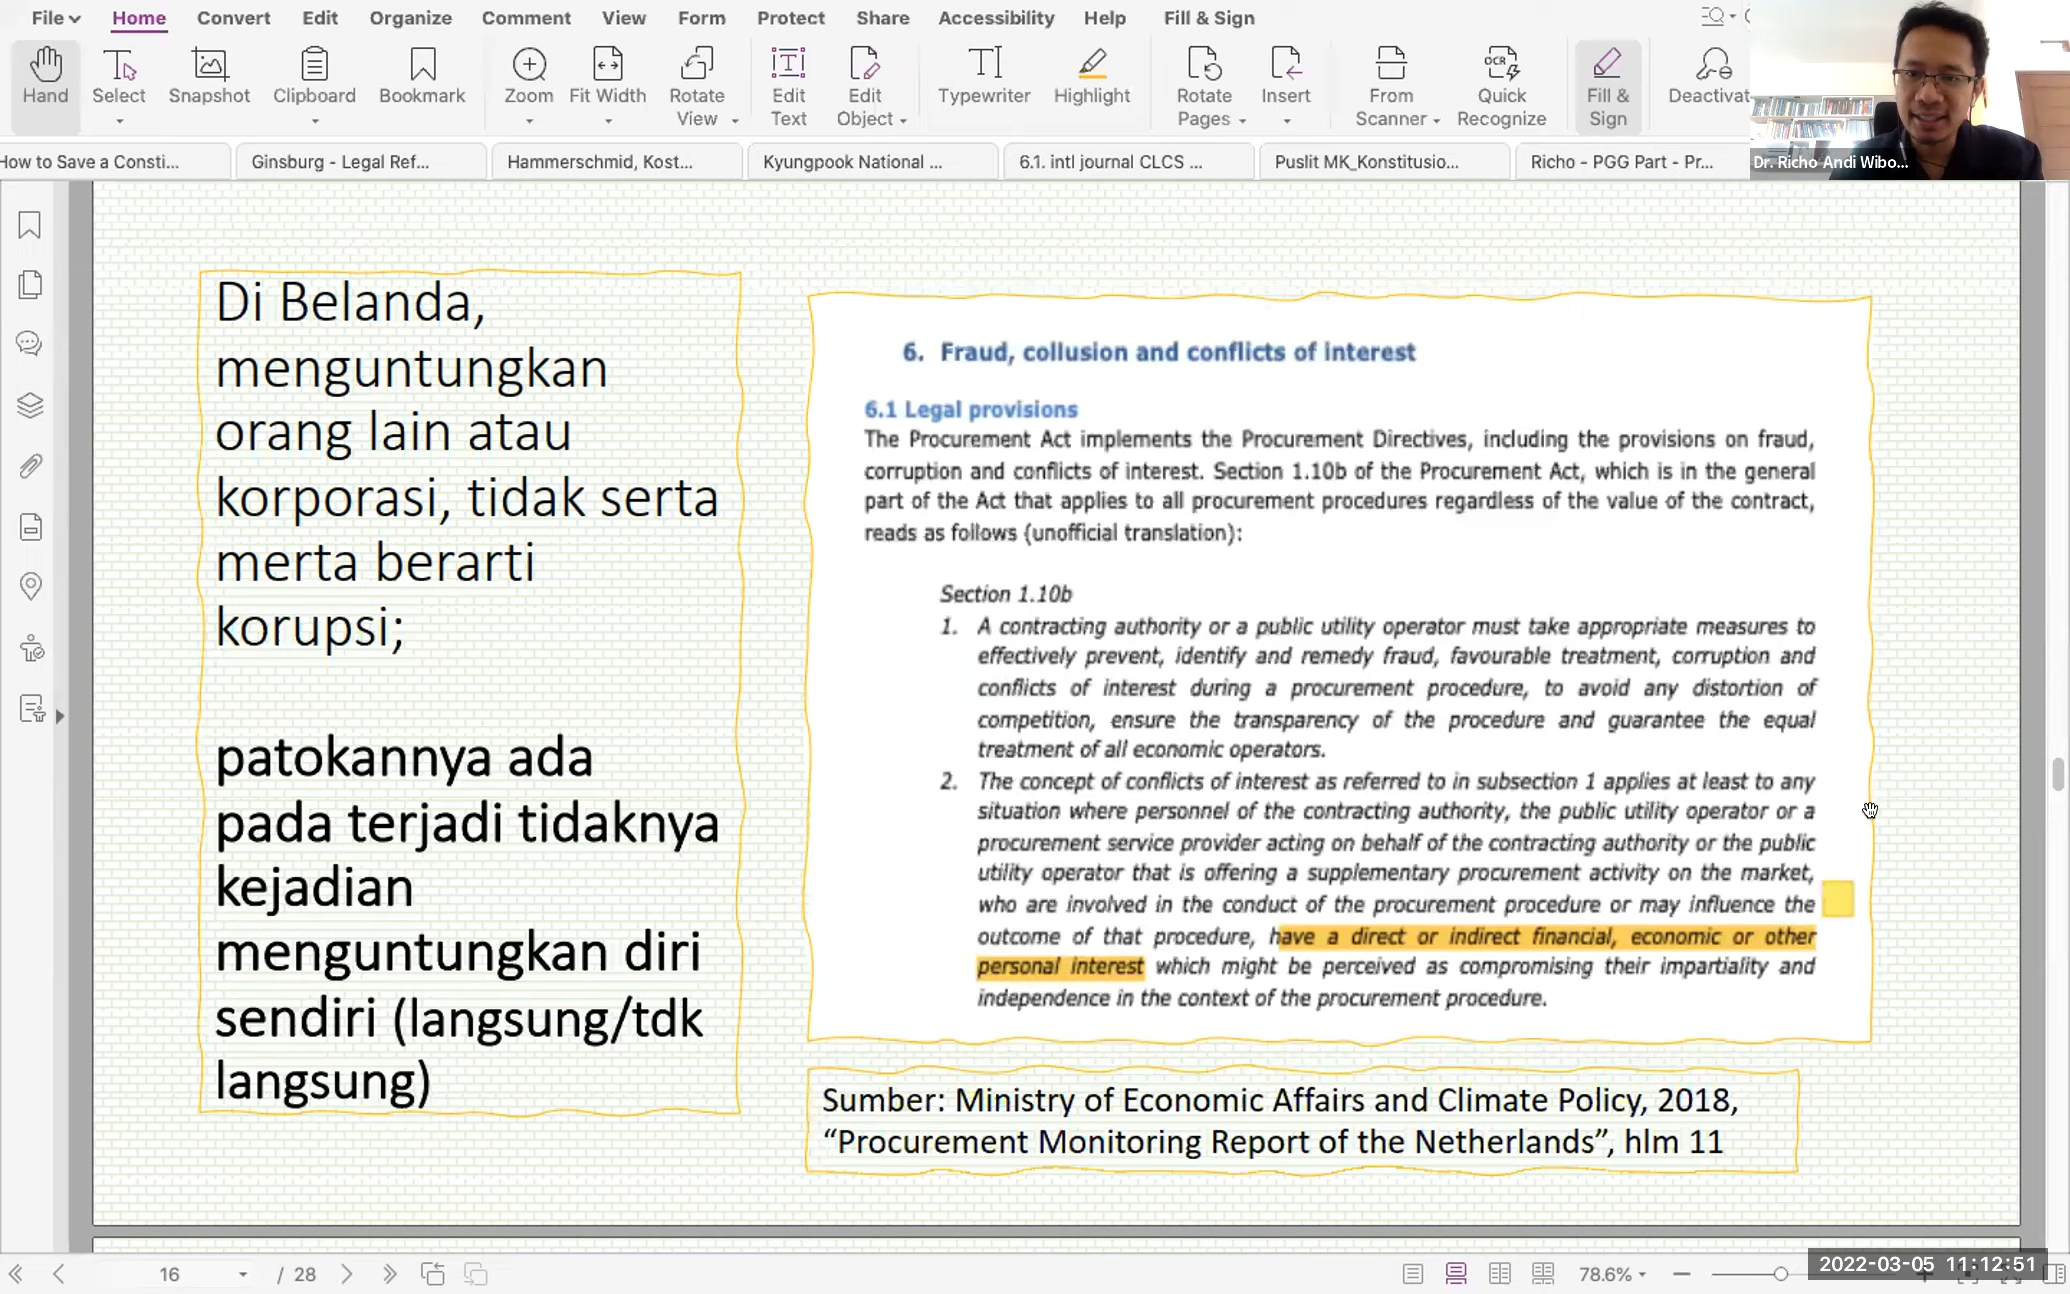 File Home Convert Edit Organize Comment View Form Protect Share Accessibility Help Fill & Sign
Hand Select Snapshot Clipboard Bookmark Zoom Fit Width Rotate View Edit Text Edit Object Typewriter Highlight Rotate Pages Insert From Scanner Quick Recognize Fill & Sign Deactivat
OCR
How to Save a Consti... Ginsburg - Legal Ref... Hammerschmid, Kost... Kyungpook National ... 6.1. intl journal CLCS ... Puslit MK_Konstitusio... Richo - PGG Part - Pr...
Dr. Richo Andi Wibo...
Di Belanda,
menguntungkan
orang lain atau
korporasi, tidak serta
merta berarti
korupsi;
patokannya ada
pada terjadi tidaknya
kejadian
menguntungkan diri
sendiri (langsung/tdk
langsung)
6. Fraud, collusion and conflicts of interest
6.1 Legal provisions
The Procurement Act implements the Procurement Directives, including the provisions on fraud,
corruption and conflicts of interest. Section 1.10b of the Procurement Act, which is in the general
part of the Act that applies to all procurement procedures regardless of the value of the contract,
reads as follows (unofficial translation):
Section 1.10b
1. A contracting authority or a public utility operator must take appropriate measures to
effectively prevent, identify and remedy fraud, favourable treatment, corruption and
conflicts of interest during a procurement procedure, to avoid any distortion of
competition, ensure the transparency of the procedure and guarantee the equal
treatment of all economic operators.
2. The concept of conflicts of interest as referred to in subsection 1 applies at least to any
situation where personnel of the contracting authority, the public utility operator or a
procurement service provider acting on behalf of the contracting authority or the public
utility operator that is offering a supplementary procurement activity on the market,
who are involved in the conduct of the procurement procedure or may influence the
outcome of that procedure, have a direct or indirect financial, economic or other
personal interest which might be perceived as compromising their impartiality and
independence in the context of the procurement procedure.
Sumber: Ministry of Economic Affairs and Climate Policy, 2018,
“Procurement Monitoring Report of the Netherlands”, hlm 11
16 / 28 78.6%
2022-03-05 11:12:51